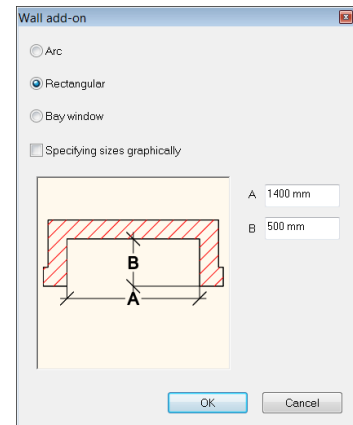 Wall add-on
Arc
Rectangular
Bay window
Specifying sizes graphically
A 1400 mm
B 500 mm
B
A
OK Cancel